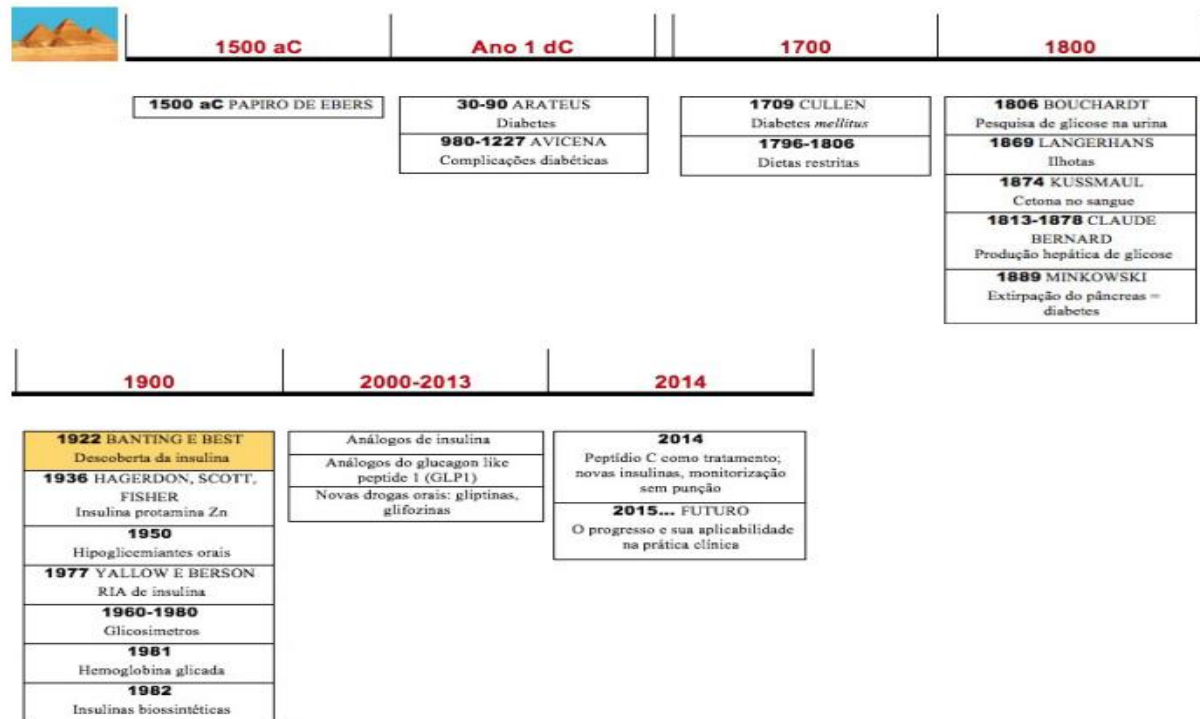 1500 aC
Ano 1 dC
1700
1800
1500 aC PAPIRO DE EBERS
30-90 ARATEUS
Diabetes
980-1227 AVICENA
Complicações diabéticas
1709 CULLEN
Diabetes mellitus
1796-1806
Dietas restritas
1806 BOUCHARDT
Pesquisa de glicose na urina
1869 LANGERHANS
Ilhotas
1874 KUSSMAUL
Cetona no sangue
1813-1878 CLAUDE
BERNARD
Produção hepática de glicose
1889 MINKOWSKI
Extirpação do pâncreas =
diabetes
1900
2000-2013
2014
1922 BANTING E BEST
Descoberta da insulina
1936 HAGERDON, SCOTT,
FISHER
Insulina protamina Zn
1950
Hipoglicemiantes orais
1977 YALLOW E BERSON
RIA de insulina
1960-1980
Glicosimetros
1981
Hemoglobina glicada
1982
Insulinas biossintéticas
Análogos de insulina
Análogos do glucagon like
peptide 1 (GLP1)
Novas drogas orais: gliptinas,
glifozinas
2014
Peptídio C como tratamento;
novas insulinas, monitorização
sem punção
2015... FUTURO
O progresso e sua aplicabilidade
na prática clínica